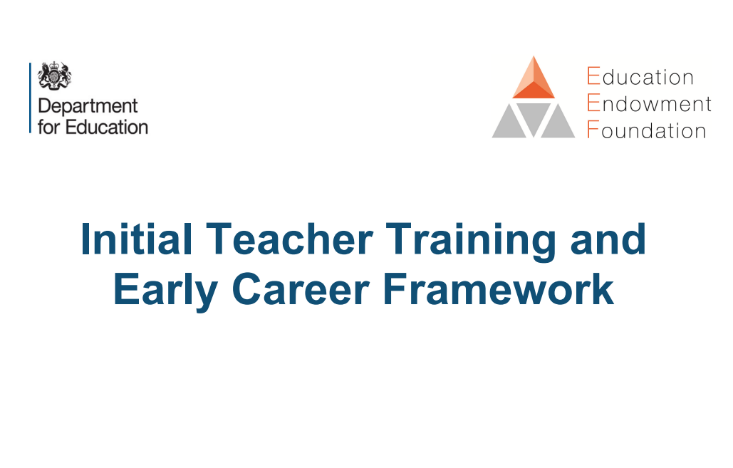 Department
for Education
Education
Endowment
Foundation
Initial Teacher Training and
Early Career Framework